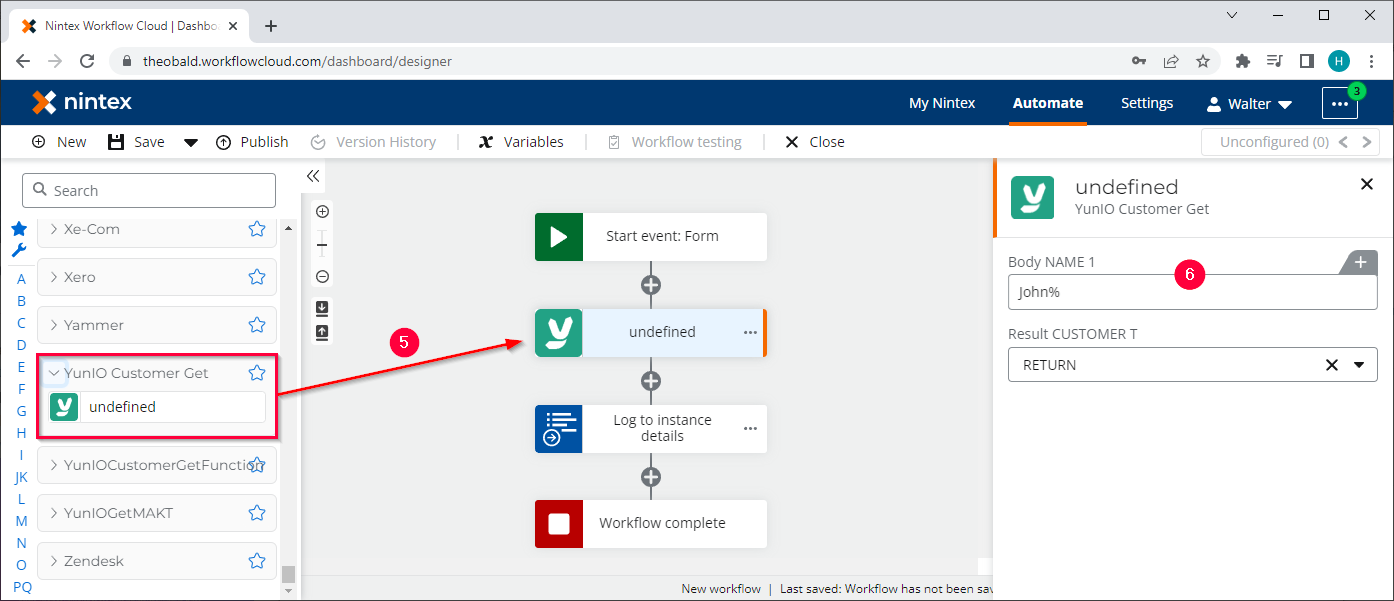 Nintex Workflow Cloud | Dashbo
theobald.workflowcloud.com/dashboard/designer
H
nintex
My Nintex
Automate
Settings
Walter
3
New
Save
Publish
Version History
Variables
Workflow testing
Close
Unconfigured (0)
Search
Xe-Com
Xero
Yammer
YunIO Customer Get
undefined
YunIOCustomerGetFunction
YunIOGetMAKT
Zendesk
A
B
C
D
E
F
G
H
I
JK
L
M
N
O
PQ
5
Start event: Form
undefined
Log to instance
details
Workflow complete
New workflow | Last saved: Workflow has not been sav
undefined
YunIO Customer Get
Body NAME 1
6
John%
Result CUSTOMER T
RETURN